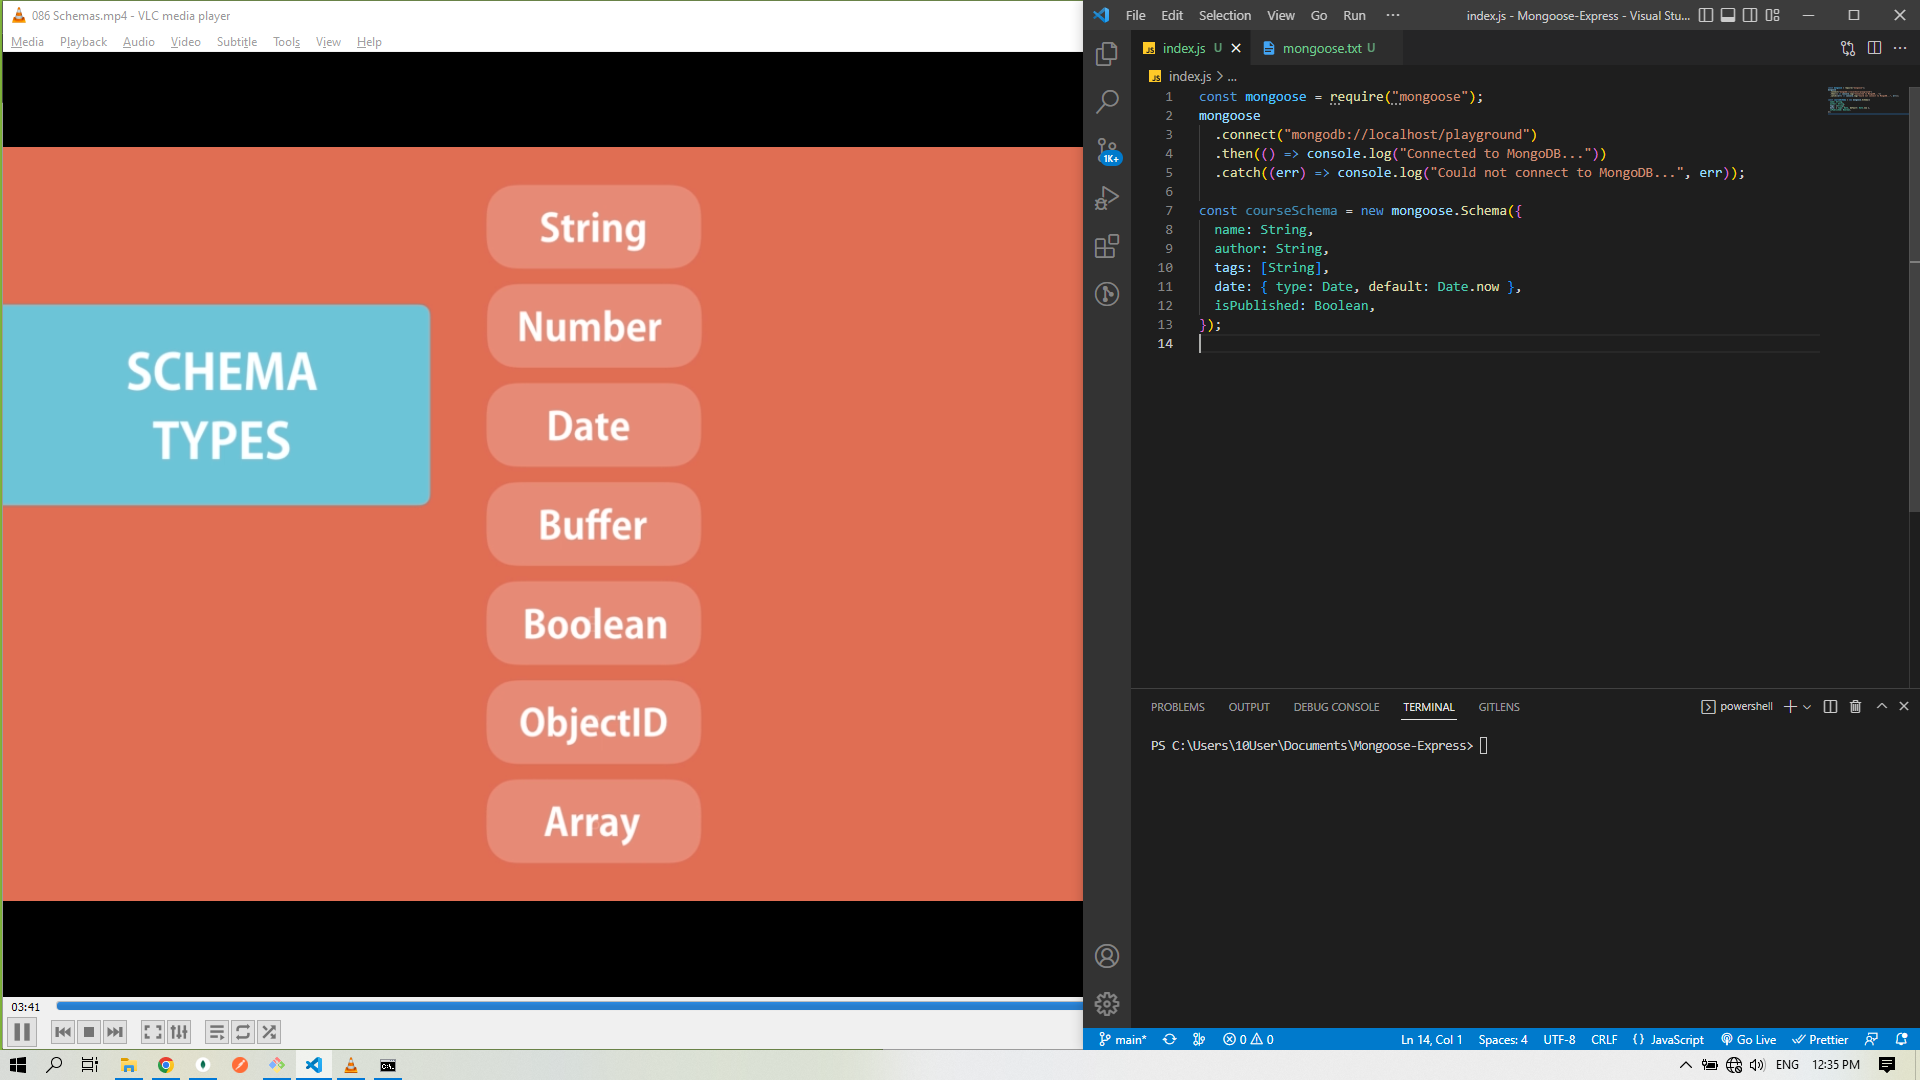 086 Schemas.mp4 - VLC media player
Media Playback Audio Video Subtitle Tools View Help
SCHEMA
TYPES
String
Number
Date
Buffer
Boolean
ObjectID
Array
03:41
File Edit Selection View Go Run ···
index.js - Mongoose-Express - Visual Stu...
JS index.js U
mongoose.txt U
JS index.js > ...
1K+
1 const mongoose = require("mongoose");
2 mongoose
3 .connect("mongodb://localhost/playground")
4 .then(() => console.log("Connected to MongoDB..."))
5 .catch((err) => console.log("Could not connect to MongoDB...", err));
6
7 const courseSchema = new mongoose.Schema({
8 name: String,
9 author: String,
10 tags: [String],
11 date: { type: Date, default: Date.now },
12 isPublished: Boolean,
13 });
14
PROBLEMS OUTPUT DEBUG CONSOLE TERMINAL GITLENS
powershell
PS C:\Users\10User\Documents\Mongoose-Express>
main* 0 0
Ln 14, Col 1 Spaces: 4 UTF-8 CRLF {} JavaScript Go Live Prettier
ENG 12:35 PM